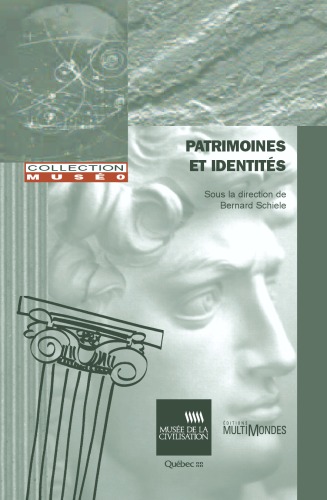 PATRIMOINES
ET IDENTITÉS
COLLECTION
MUSÉO
Sous la direction de
Bernard Schiele
MUSÉE DE LA
CIVILISATION
Québec
ÉDITIONS
MULTIMONDES